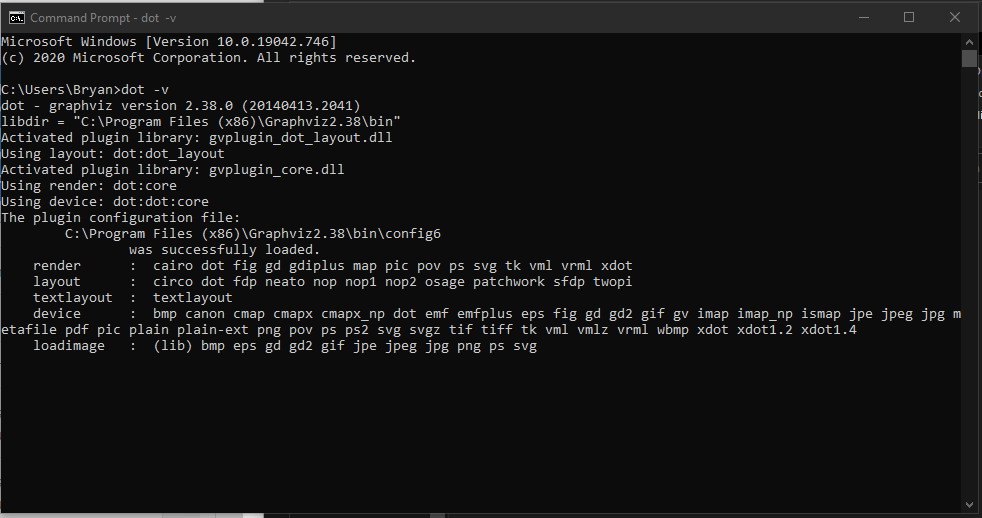 Command Prompt - dot -v
Microsoft Windows [Version 10.0.19042.746]
(c) 2020 Microsoft Corporation. All rights reserved.
C:\Users\Bryan>dot -v
dot - graphviz version 2.38.0 (20140413.2041)
libdir = "C:\Program Files (x86)\Graphviz2.38\bin"
Activated plugin library: gvplugin_dot_layout.dll
Using layout: dot:dot_layout
Activated plugin library: gvplugin_core.dll
Using render: dot:core
Using device: dot:dot:core
The plugin configuration file:
C:\Program Files (x86)\Graphviz2.38\bin\config6
was successfully loaded.
render : cairo dot fig gd gdiplus map pic pov ps svg tk vml vrml xdot
layout : circo dot fdp neato nop nop1 nop2 osage patchwork sfdp twopi
textlayout : textlayout
device : bmp canon cmap cmapx cmapx_np dot emf emfplus eps fig gd gd2 gif gv imap imap_np ismap jpe jpeg jpg m
etafile pdf pic plain plain-ext png pov ps ps2 svg svgz tif tiff tk vml vmlz vrml wbmp xdot xdot1.2 xdot1.4
loadimage : (lib) bmp eps gd gd2 gif jpe jpeg jpg png ps svg